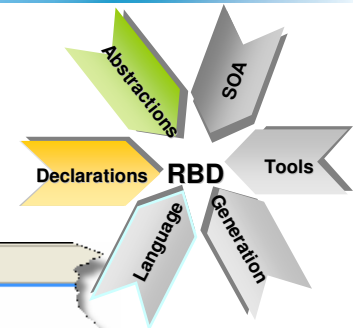 Abstractions
SOA
Declarations
RBD
Tools
Language
Generation